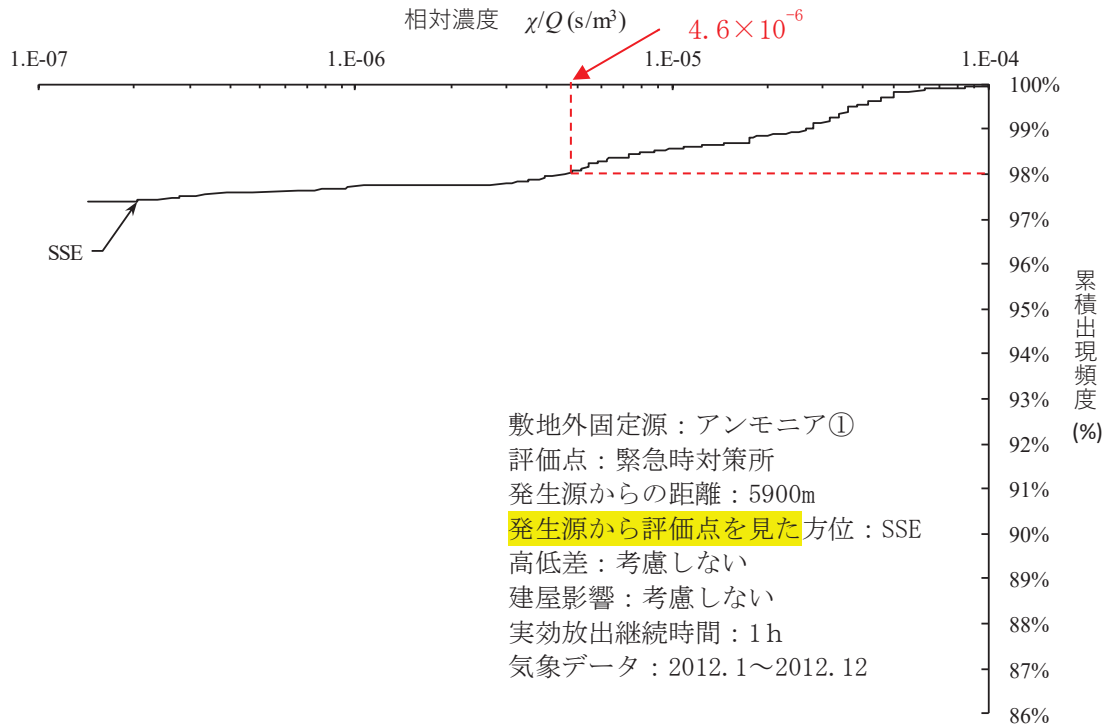 相対濃度 χ/Q (s/m³)
4.6×10⁻⁶
1.E-07 1.E-06 1.E-05 1.E-04
100%
99%
98%
97%
96%
95%
94%
93%
92%
91%
90%
89%
88%
87%
86%
SSE
累積出現頻度
(%)
敷地外固定源：アンモニア①
評価点：緊急時対策所
発生源からの距離：5900m
発生源から評価点を見た方位：SSE
高低差：考慮しない
建屋影響：考慮しない
実効放出継続時間：1h
気象データ：2012.1～2012.12